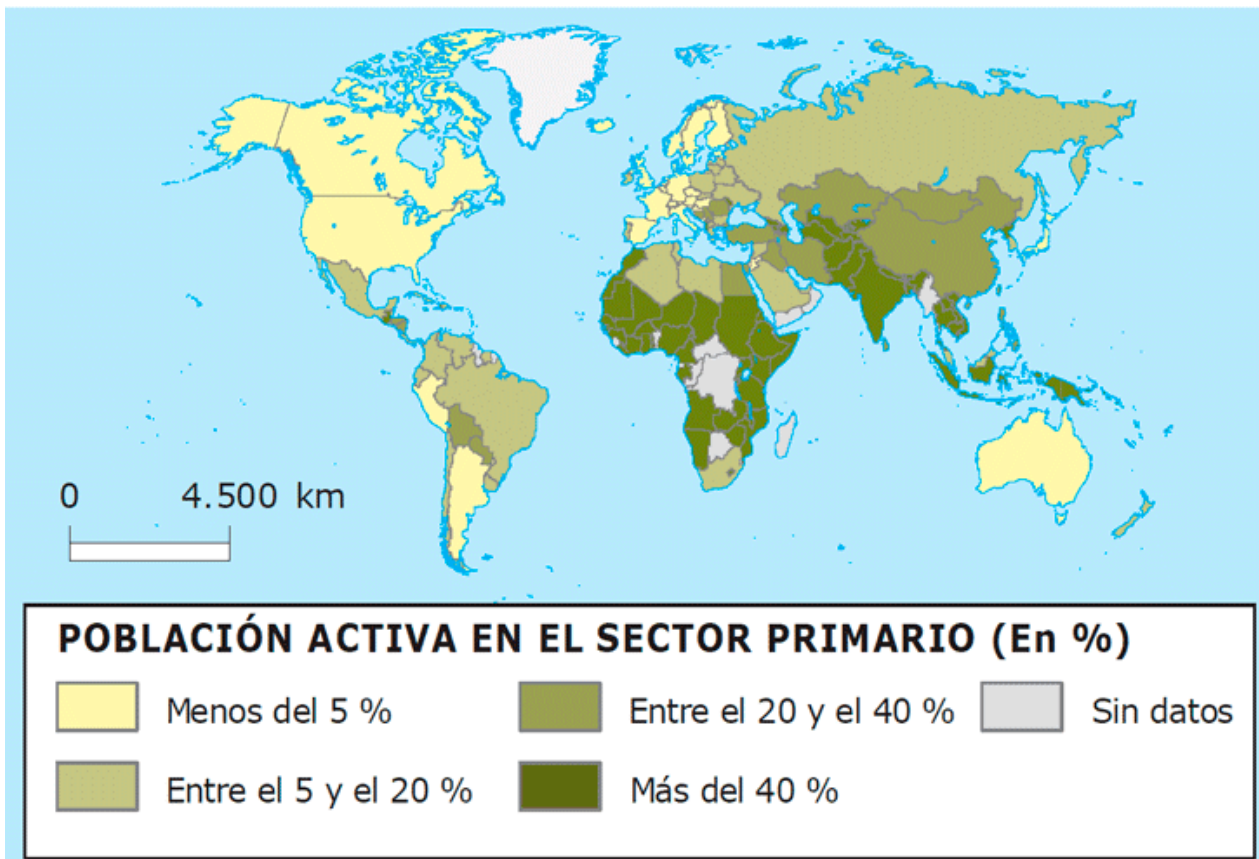 0 4.500 km
POBLACIÓN ACTIVA EN EL SECTOR PRIMARIO (En %)
Menos del 5 %
Entre el 20 y el 40 %
Sin datos
Entre el 5 y el 20 %
Más del 40 %